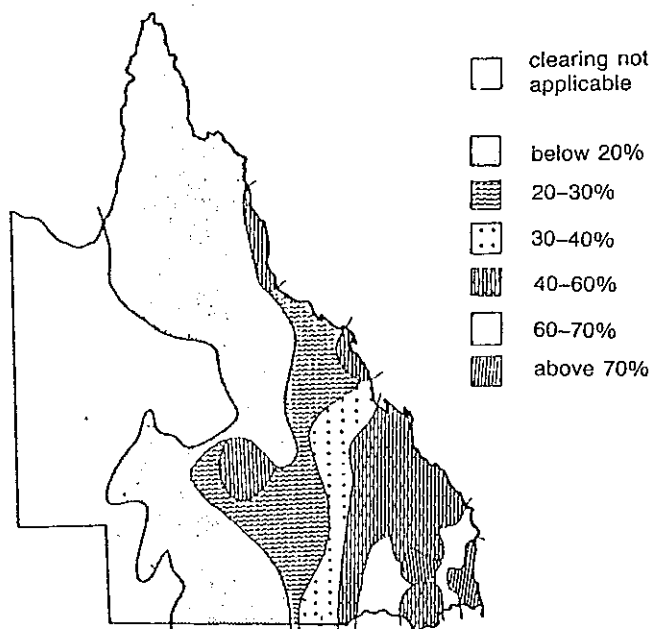 clearing not
applicable
below 20%
20–30%
30–40%
40–60%
60–70%
above 70%